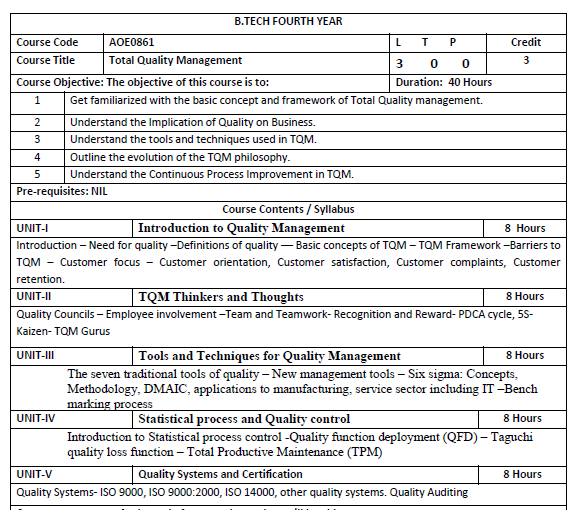 B.TECH FOURTH YEAR
Course Code AOE0861 L T P Credit
Course Title Total Quality Management 3 0 0 3
Course Objective: The objective of this course is to: Duration: 40 Hours
1 Get familiarized with the basic concept and framework of Total Quality management.
2 Understand the Implication of Quality on Business.
3 Understand the tools and techniques used in TQM.
4 Outline the evolution of the TQM philosophy.
5 Understand the Continuous Process Improvement in TQM.
Pre-requisites: NIL
Course Contents / Syllabus
UNIT-I Introduction to Quality Management 8 Hours
Introduction – Need for quality –Definitions of quality –– Basic concepts of TQM – TQM Framework –Barriers to
TQM – Customer focus – Customer orientation, Customer satisfaction, Customer complaints, Customer
retention.
UNIT-II TQM Thinkers and Thoughts 8 Hours
Quality Councils – Employee involvement –Team and Teamwork- Recognition and Reward- PDCA cycle, 5S-
Kaizen- TQM Gurus
UNIT-III Tools and Techniques for Quality Management 8 Hours
The seven traditional tools of quality – New management tools – Six sigma: Concepts,
Methodology, DMAIC, applications to manufacturing, service sector including IT –Bench
marking process
UNIT-IV Statistical process and Quality control 8 Hours
Introduction to Statistical process control -Quality function deployment (QFD) – Taguchi
quality loss function – Total Productive Maintenance (TPM)
UNIT-V Quality Systems and Certification 8 Hours
Quality Systems- ISO 9000, ISO 9000:2000, ISO 14000, other quality systems. Quality Auditing